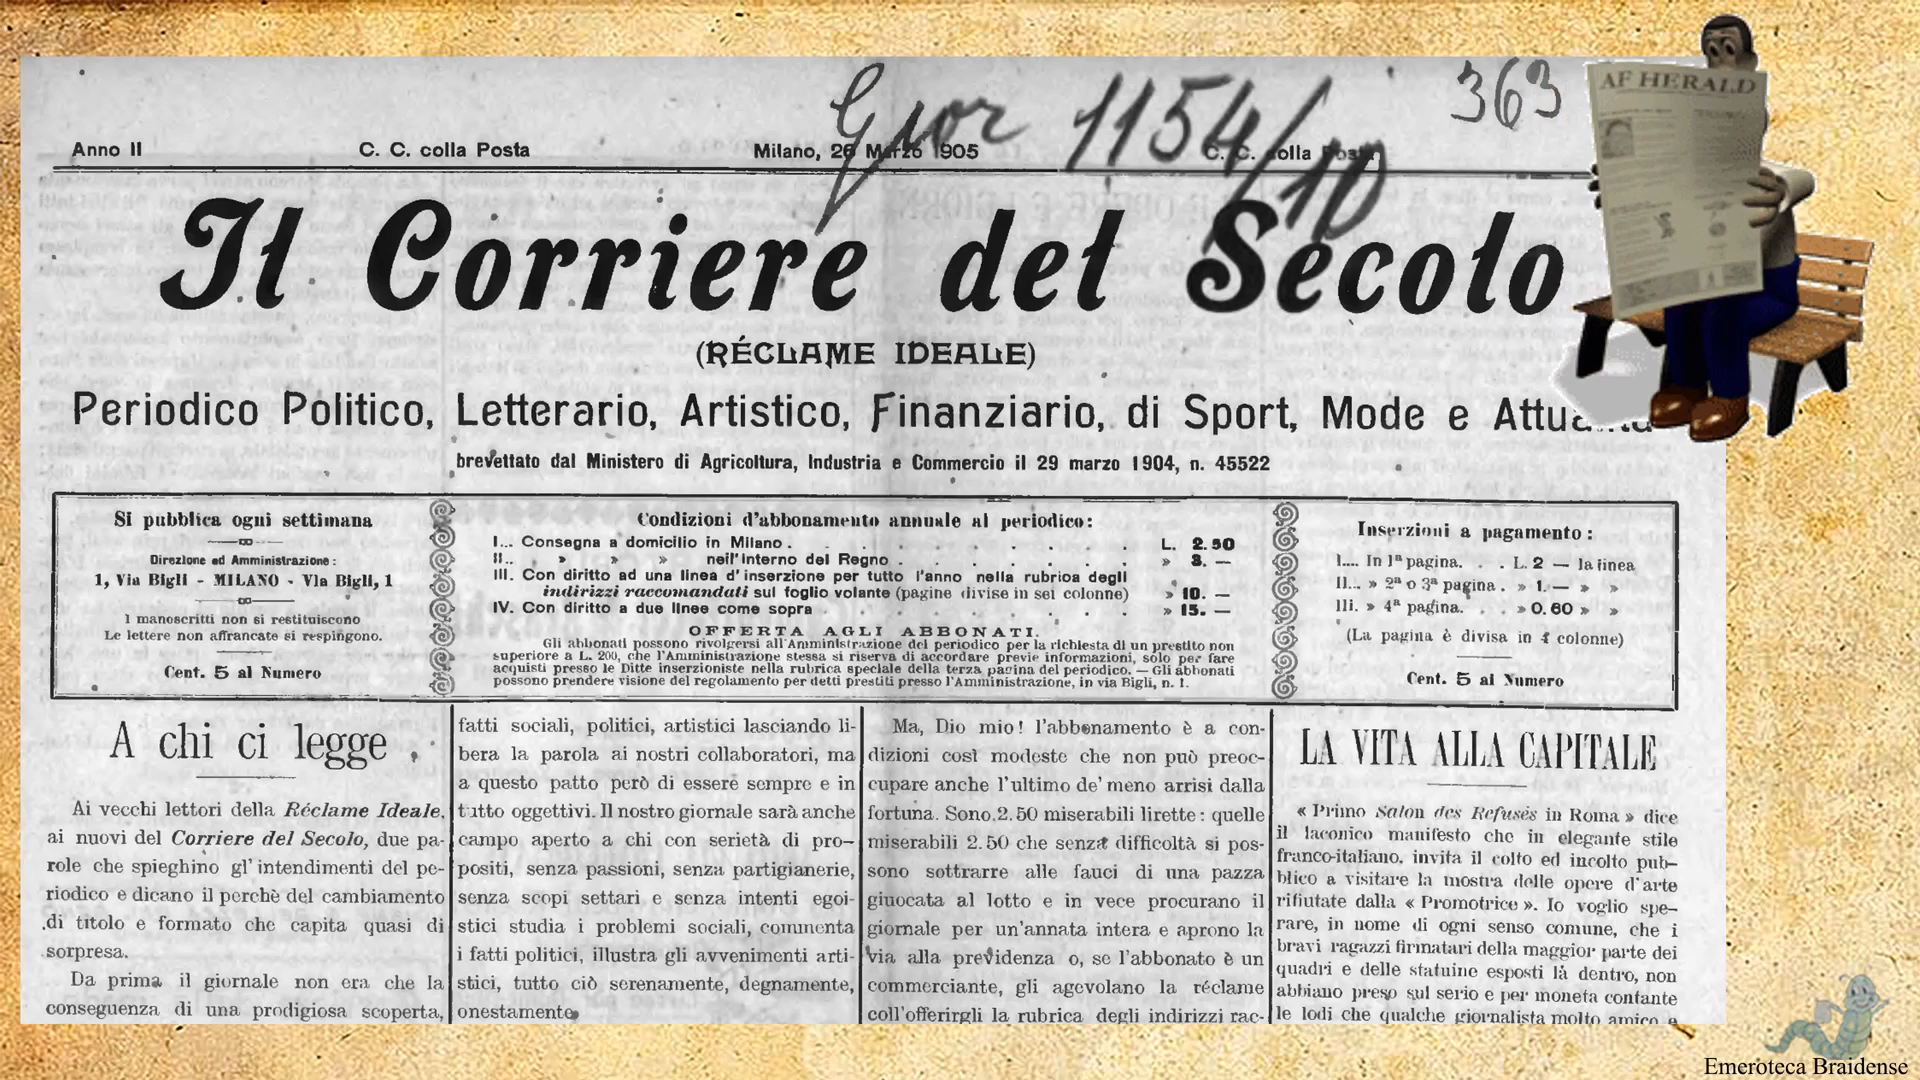 Gior 1154/10
363
AF HERALD
Anno II C. C. colla Posta Milano, 26 Marzo 1905 C. C. colla Posta
Il Corriere del Secolo
(RÉCLAME IDEALE)
Periodico Politico, Letterario, Artistico, Finanziario, di Sport, Mode e
brevettato dal Ministero di Agricoltura, Industria e Commercio il 29 marzo 1904, n. 45522
Si pubblica ogni settimana
Direzione ed Amministrazione:
1, Via Bigli - MILANO - Via Bigli, 1
I manoscritti non si restituiscono
Le lettere non affrancate si respingono.
Cent. 5 al Numero
Condizioni d'abbonamento annuale al periodico:
I... Consegna a domicilio in Milano . . . . . . . . L. 2.50
II.. » » » nell'Interno del Regno . . . . . . » 3. —
III. Con diritto ad una linea d'inserzione per tutto l'anno nella rubrica degli
indirizzi raccomandati sul foglio volante (pagine divise in sei colonne) » 10. —
IV. Con diritto a due linee come sopra . . . . . . . » 15. —
OFFERTA AGLI ABBONATI.
Gli abbonati possono rivolgersi all'Amministrazione del periodico per la richiesta di un prestito non
superiore a L. 200, che l'Amministrazione stessa si riserva di accordare previe informazioni, solo per fare
acquisti presso le Ditte inserzioniste nella rubrica speciale della terza pagina del periodico. — Gli abbonati
possono prendere visione del regolamento per detti prestiti presso l'Amministrazione, in via Bigli, n. 1.
Inserzioni a pagamento:
I.... In 1ª pagina. . . L. 2 — la linea
II... » 2ª o 3ª pagina . » 1. — » »
III. » 4ª pagina. . » 0.60 » »
(La pagina è divisa in 4 colonne)
Cent. 5 al Numero
A chi ci legge
Ai vecchi lettori della Réclame Ideale,
ai nuovi del Corriere del Secolo, due pa-
role che spieghino gl'intendimenti del pe-
riodico e dicano il perchè del cambiamento
di titolo e formato che capita quasi di
sorpresa.
Da prima il giornale non era che la
conseguenza di una prodigiosa scoperta,
fatti sociali, politici, artistici lasciando li-
bera la parola ai nostri collaboratori, ma
a questo patto però di essere sempre e in
tutto oggettivi. Il nostro giornale sarà anche
campo aperto a chi con serietà di pro-
positi, senza passioni, senza partigianerie,
senza scopi settari e senza intenti egoi-
stici studia i problemi sociali, commenta
i fatti politici, illustra gli avvenimenti arti-
stici, tutto ciò serenamente, degnamente,
onestamente
Ma, Dio mio! l'abbonamento è a con-
dizioni così modeste che non può preoc-
cupare anche l'ultimo de' meno arrisi dalla
fortuna. Sono 2.50 miserabili lirette: quelle
miserabili 2.50 che senza difficoltà si pos-
sono sottrarre alle fauci di una pazza
giuocata al lotto e in vece procurano il
giornale per un'annata intera e aprono la
via alla previdenza o, se l'abbonato è un
commerciante, gli agevolano la réclame
coll'offerirgli la rubrica degli indirizzi rac-
LA VITA ALLA CAPITALE
« Primo Salon des Refusés in Roma » dice
il laconico manifesto che in elegante stile
franco-italiano, invita il colto ed incolto pub-
blico a visitare la mostra delle opere d'arte
rifiutate dalla « Promotrice ». Io voglio spe-
rare, in nome di ogni senso comune, che i
bravi ragazzi firmatari della maggior parte dei
quadri e delle statuine esposti là dentro, non
abbiano preso sul serio e per moneta contante
le lodi che qualche giornalista molto amico e
Emeroteca Braidense